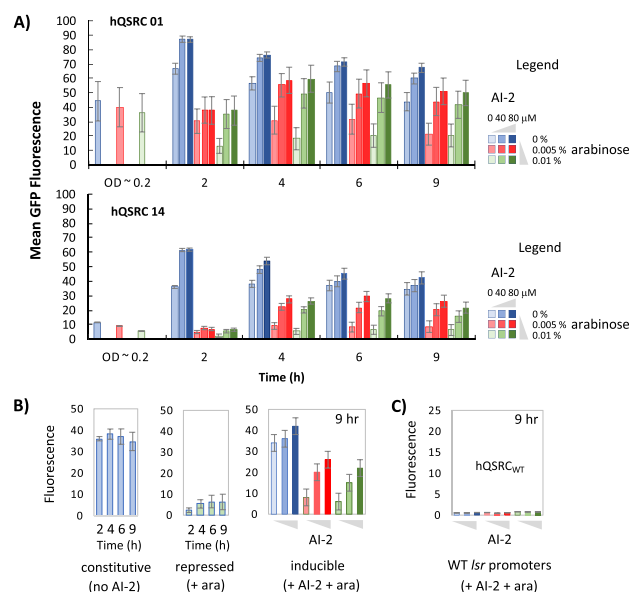 A)
hQSRC 01
100
90
80
70
60
50
40
30
20
10
0
OD ~ 0.2 2 4 6 9
Legend
AI-2
0 40 80 μM
0 %
0.005 % arabinose
0.01 %
Mean GFP Fluorescence
hQSRC 14
100
90
80
70
60
50
40
30
20
10
0
OD ~ 0.2 2 4 6 9
Time (h)
Legend
AI-2
0 40 80 μM
0 %
0.005 % arabinose
0.01 %
B)
Fluorescence
50
40
30
20
10
0
2 4 6 9
Time (h)
constitutive
(no AI-2)
50
40
30
20
10
0
2 4 6 9
Time (h)
repressed
(+ ara)
50
40
30
20
10
0
9 hr
AI-2
inducible
(+ AI-2 + ara)
C)
Fluorescence
25
20
15
10
5
0
9 hr
hQSRCWT
AI-2
WT lsr promoters
(+ AI-2 + ara)